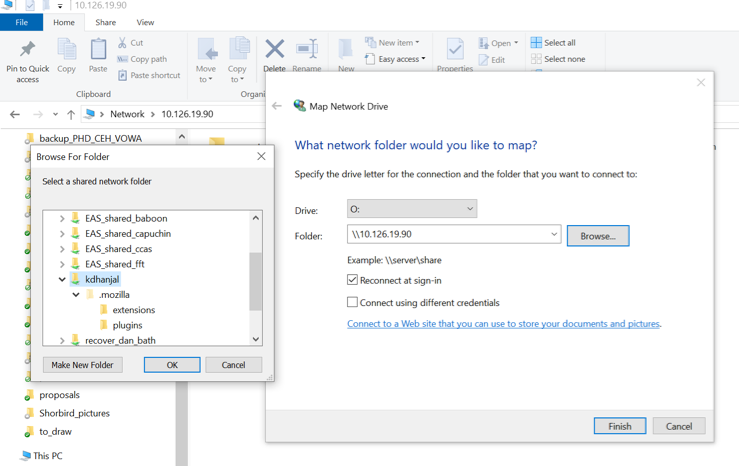 10.126.19.90
File Home Share View
Pin to Quick access
Copy
Paste
Cut
Copy path
Paste shortcut
Clipboard
Move to
Copy to
Delete
Rename
New
New item
Easy access
Properties
Open
Edit
Select all
Select none
Organi
Network > 10.126.19.90
backup_PHD_CEH_VOWA
Browse For Folder
Select a shared network folder
EAS_shared_baboon
EAS_shared_capuchin
EAS_shared_ccas
EAS_shared_fft
kdhanjal
.mozilla
extensions
plugins
recover_dan_bath
Make New Folder OK Cancel
proposals
Shorbird_pictures
to_draw
This PC
Map Network Drive
What network folder would you like to map?
Specify the drive letter for the connection and the folder that you want to connect to:
Drive: O:
Folder: \\10.126.19.90 Browse...
Example: \\server\share
Reconnect at sign-in
Connect using different credentials
Connect to a Web site that you can use to store your documents and pictures.
Finish Cancel